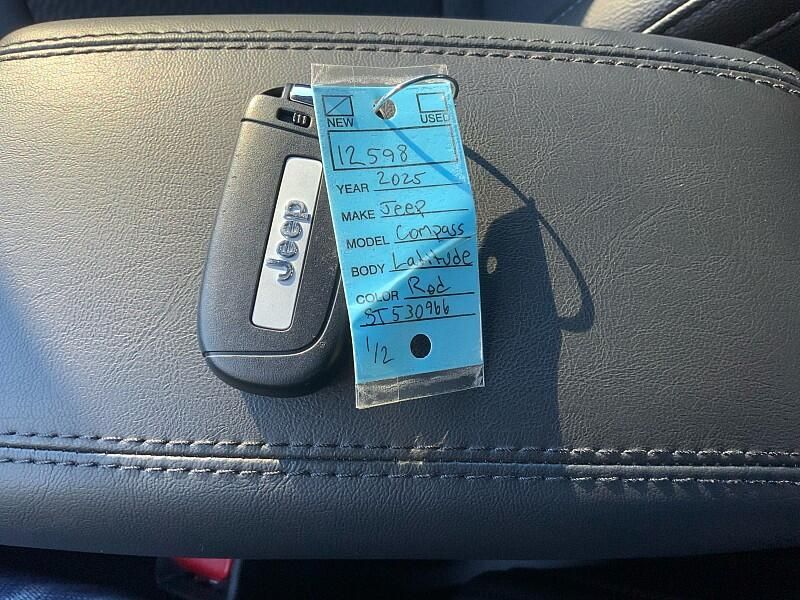 Jeep
NEW USED
12598
YEAR 2025
MAKE Jeep
MODEL Compass
BODY Latitude
COLOR Red
ST530966
1/2